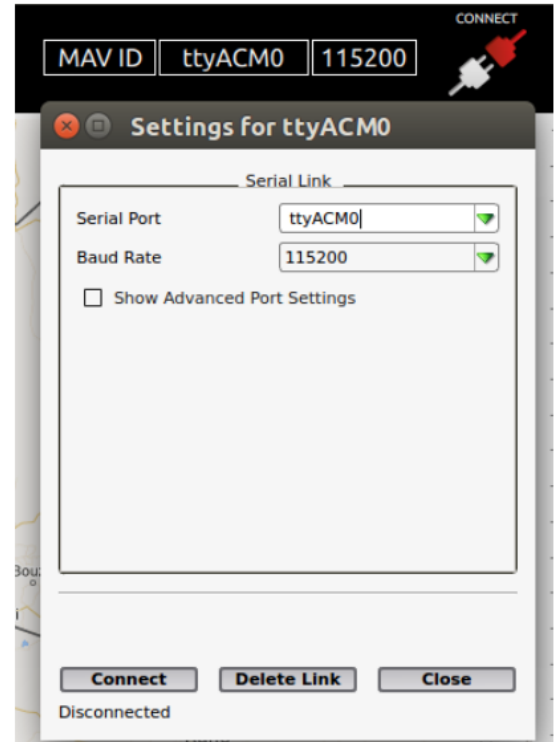 CONNECT
MAV ID ttyACM0 115200
Settings for ttyACM0
Serial Link
Serial Port ttyACM0
Baud Rate 115200
Show Advanced Port Settings
Bou
i
Connect Delete Link Close
Disconnected